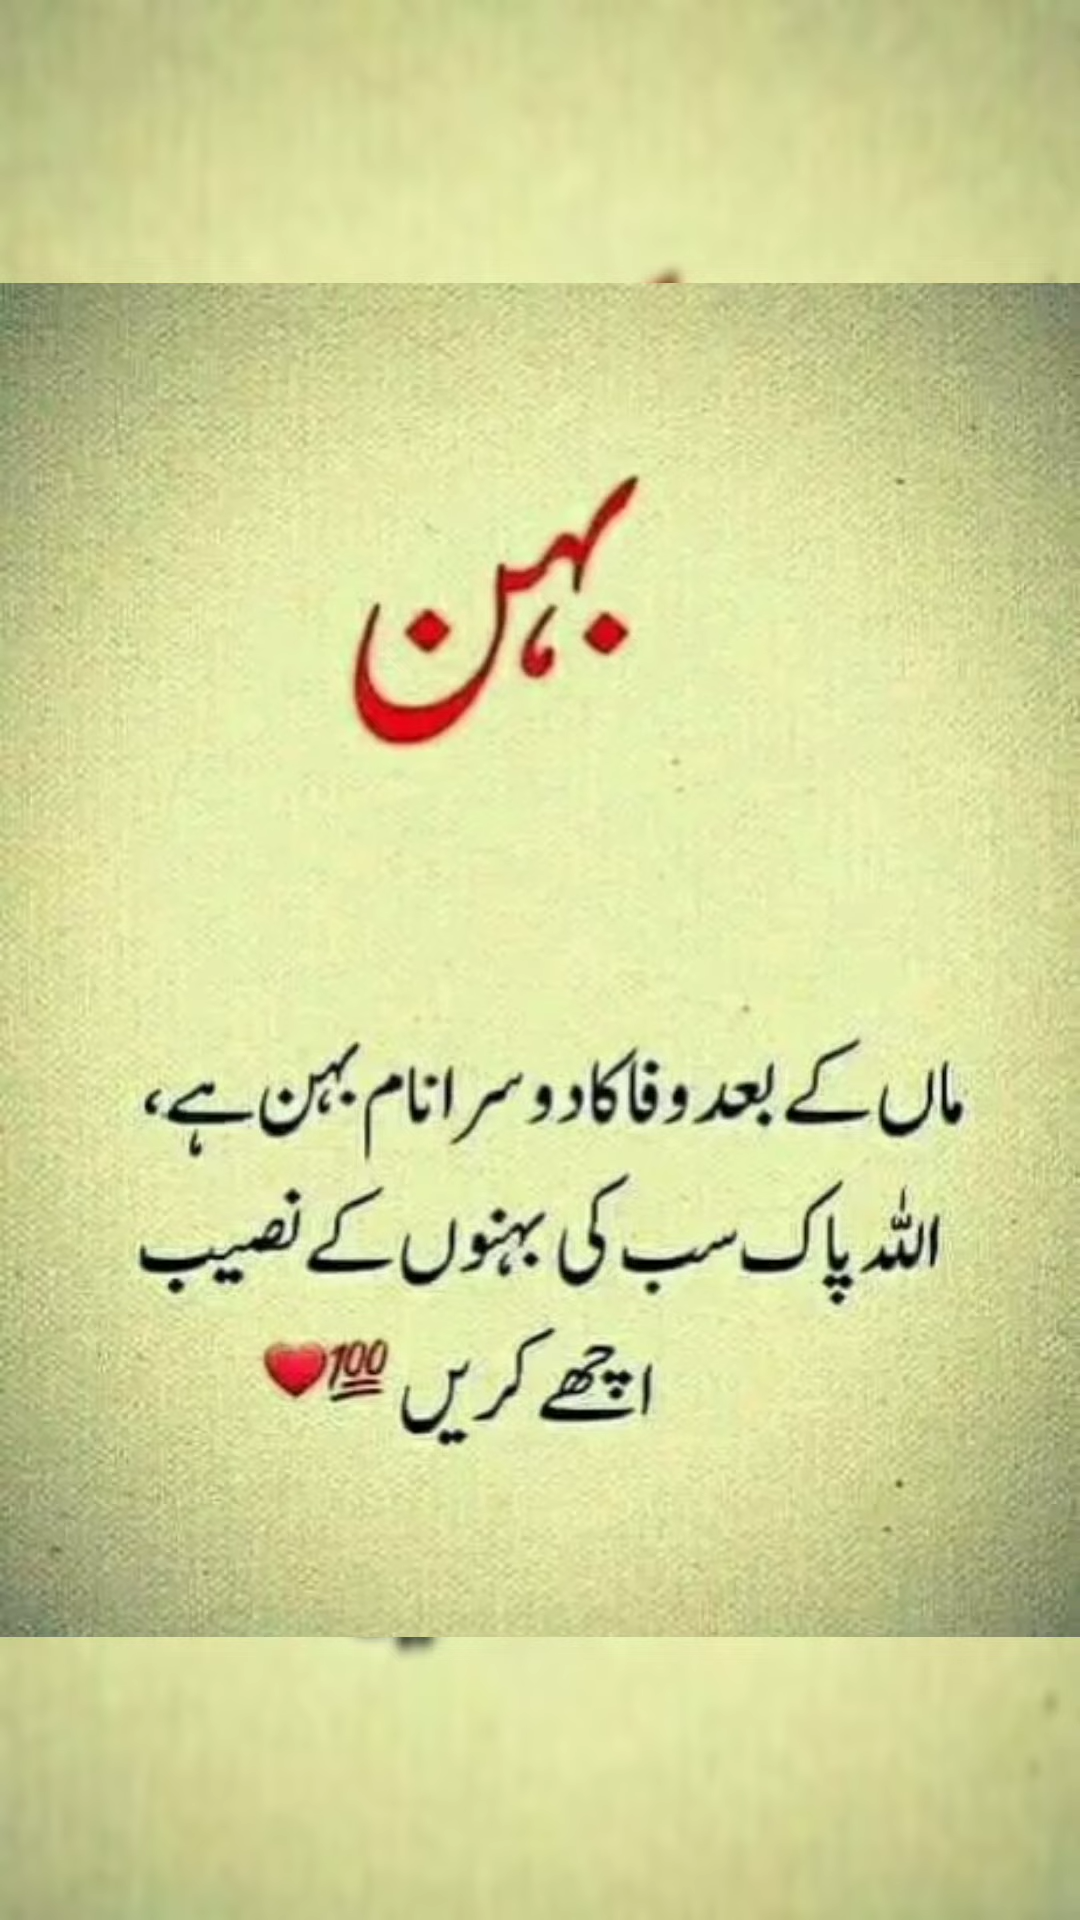 بہن
ماں کے بعد وفا کا دوسرا نام بہن ہے،
اللہ پاک سب کی بہنوں کے نصیب
اچھے کریں 💯❤